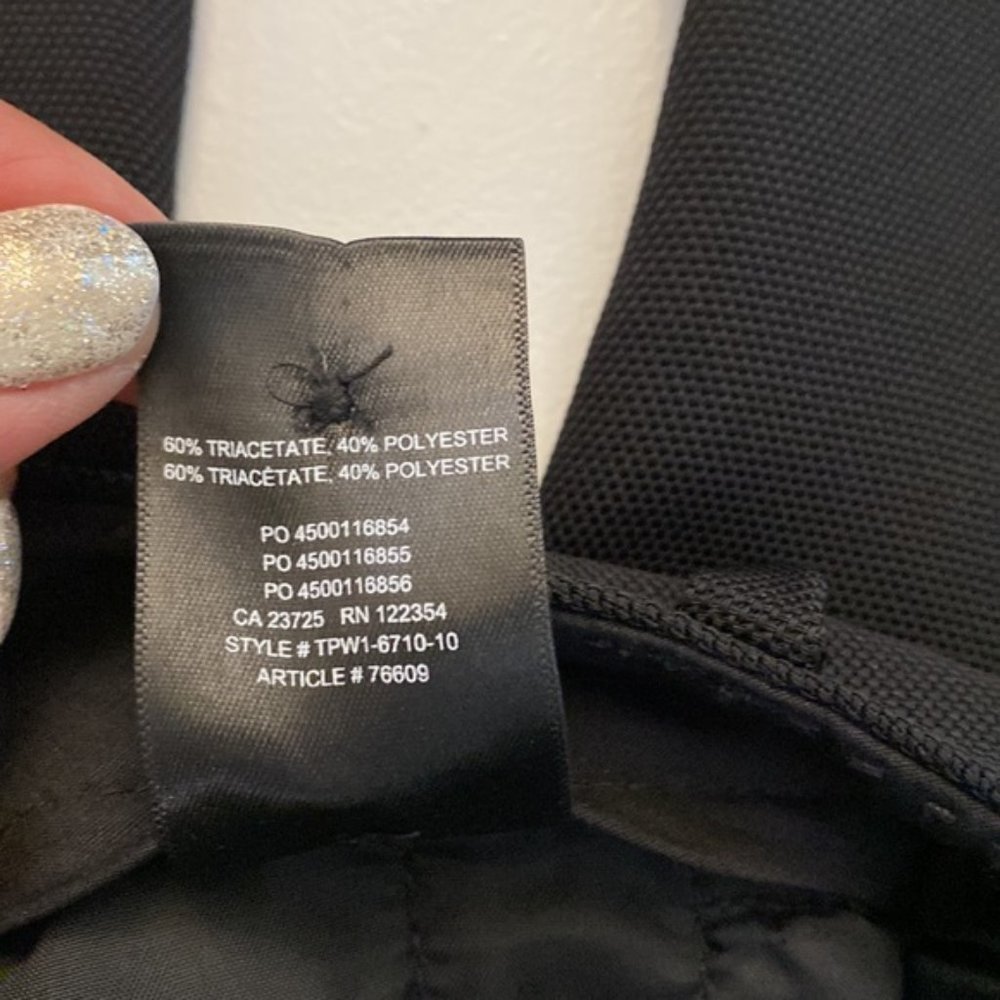 60% TRIACETATE, 40% POLYESTER
60% TRIACÉTATE, 40% POLYESTER
PO 4500116854
PO 4500116855
PO 4500116856
CA 23725 RN 122354
STYLE # TPW1-6710-10
ARTICLE # 76609